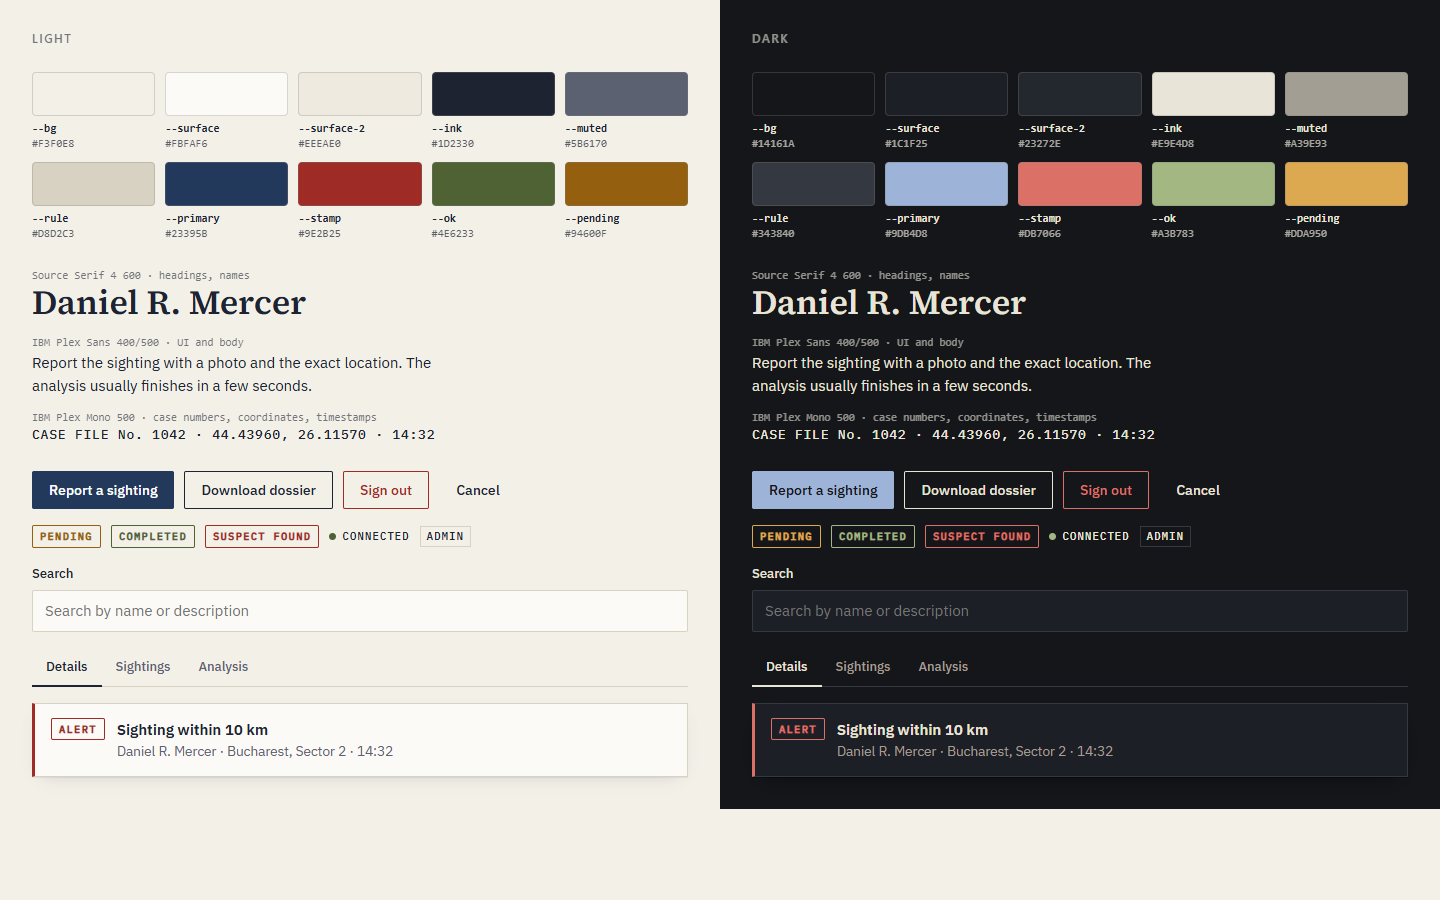 LIGHT
--bg
#F3F0E8
--surface
#FBFAF6
--surface-2
#EEEAE0
--ink
#1D2330
--muted
#5B6170
--rule
#D8D2C3
--primary
#23395B
--stamp
#9E2B25
--ok
#4E6233
--pending
#94600F
Source Serif 4 600 · headings, names
Daniel R. Mercer
IBM Plex Sans 400/500 · UI and body
Report the sighting with a photo and the exact location. The
analysis usually finishes in a few seconds.
IBM Plex Mono 500 · case numbers, coordinates, timestamps
CASE FILE No. 1042 · 44.43960, 26.11570 · 14:32
Report a sighting
Download dossier
Sign out
Cancel
PENDING
COMPLETED
SUSPECT FOUND
CONNECTED
ADMIN
Search
Search by name or description
Details
Sightings
Analysis
ALERT
Sighting within 10 km
Daniel R. Mercer · Bucharest, Sector 2 · 14:32
DARK
--bg
#14161A
--surface
#1C1F25
--surface-2
#23272E
--ink
#E9E4D8
--muted
#A39E93
--rule
#343840
--primary
#9DB4D8
--stamp
#DB7066
--ok
#A3B783
--pending
#DDA950
Source Serif 4 600 · headings, names
Daniel R. Mercer
IBM Plex Sans 400/500 · UI and body
Report the sighting with a photo and the exact location. The
analysis usually finishes in a few seconds.
IBM Plex Mono 500 · case numbers, coordinates, timestamps
CASE FILE No. 1042 · 44.43960, 26.11570 · 14:32
Report a sighting
Download dossier
Sign out
Cancel
PENDING
COMPLETED
SUSPECT FOUND
CONNECTED
ADMIN
Search
Search by name or description
Details
Sightings
Analysis
ALERT
Sighting within 10 km
Daniel R. Mercer · Bucharest, Sector 2 · 14:32